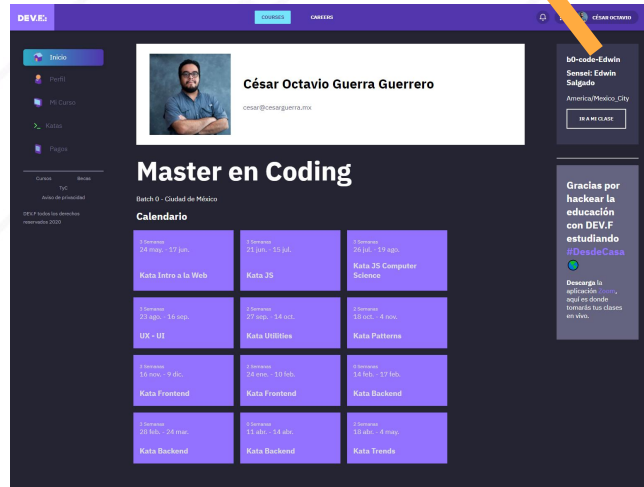 DEV.F.:
COURSES
CAREERS
CÉSAR OCTAVIO
Inicio
Perfil
Mi Curso
Katas
Pagos
Cursos
Becas
TyC
Aviso de privacidad
DEV.F todos los derechos
reservados 2020
César Octavio Guerra Guerrero
cesar@cesarguerra.mx
Master en Coding
Batch 0 - Ciudad de México
Calendario
24 may. - 17 jun.
Kata Intro a la Web
21 jun. - 15 jul.
Kata JS
26 jul. - 19 ago.
Kata JS Computer
Science
23 ago. - 16 sep.
UX - UI
27 sep. - 14 oct.
Kata Utilities
18 oct. - 4 nov.
Kata Patterns
16 nov. - 9 dic.
Kata Frontend
24 ene. - 10 feb.
Kata Frontend
14 feb. - 17 feb.
Kata Backend
28 feb. - 24 mar.
Kata Backend
11 abr. - 14 abr.
Kata Backend
18 abr. - 4 may.
Kata Trends
b0-code-Edwin
Sensei: Edwin
Salgado
America/Mexico_City
IR A MI CLASE
Gracias por
hackear la
educación
con DEV.F
estudiando
#DesdeCasa
Descarga la
aplicación Zoom,
aquí es donde
tomarás tus clases
en vivo.